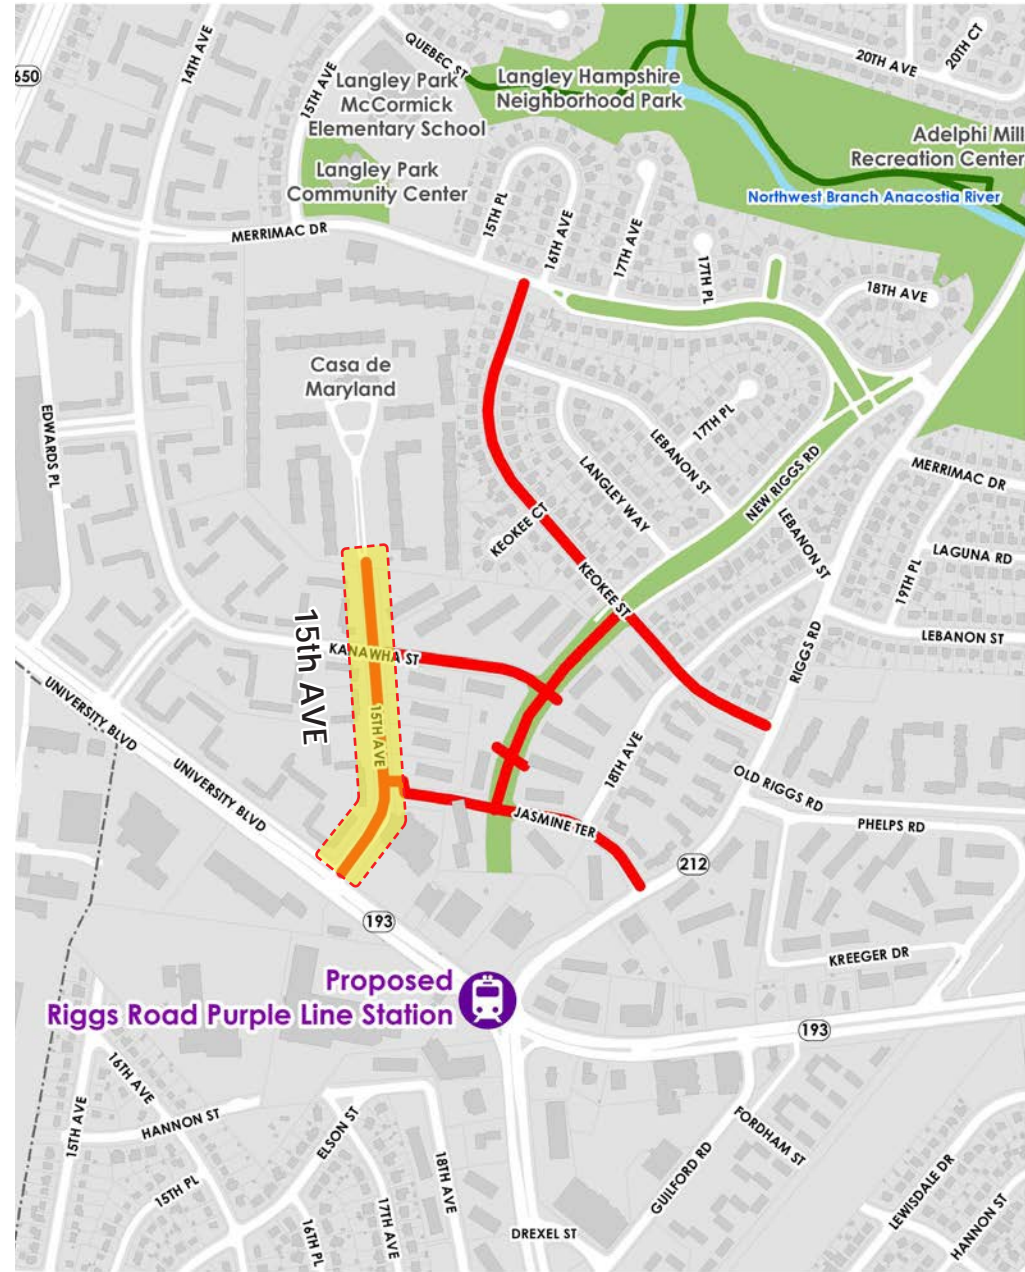 650
14TH AVE
15TH AVE
QUEBEC ST
20TH AVE
20TH CT
Langley Park
McCormick
Elementary School
Langley Hampshire
Neighborhood Park
Adelphi Mill
Recreation Center
Langley Park
Community Center
Northwest Branch Anacostia River
MERRIMAC DR
15TH PL
16TH AVE
17TH AVE
17TH PL
18TH AVE
Casa de
Maryland
EDWARDS PL
17TH PL
LEBANON ST
LANGLEY WAY
NEW RIGGS RD
MERRIMAC DR
KEOKEE CT
LEBANON ST
LAGUNA RD
19TH PL
KEOKEE ST
LEBANON ST
15th AVE
KANAWHA ST
RIGGS RD
UNIVERSITY BLVD
15TH AVE
18TH AVE
UNIVERSITY BLVD
OLD RIGGS RD
JASMINE TER
PHELPS RD
212
193
KREEGER DR
Proposed
Riggs Road Purple Line Station
193
16TH AVE
15TH AVE
HANNON ST
ELSON ST
18TH AVE
FORDHAM ST
GUILFORD RD
15TH PL
17TH AVE
16TH PL
DREXEL ST
LEWISDALE DR
HANNON ST